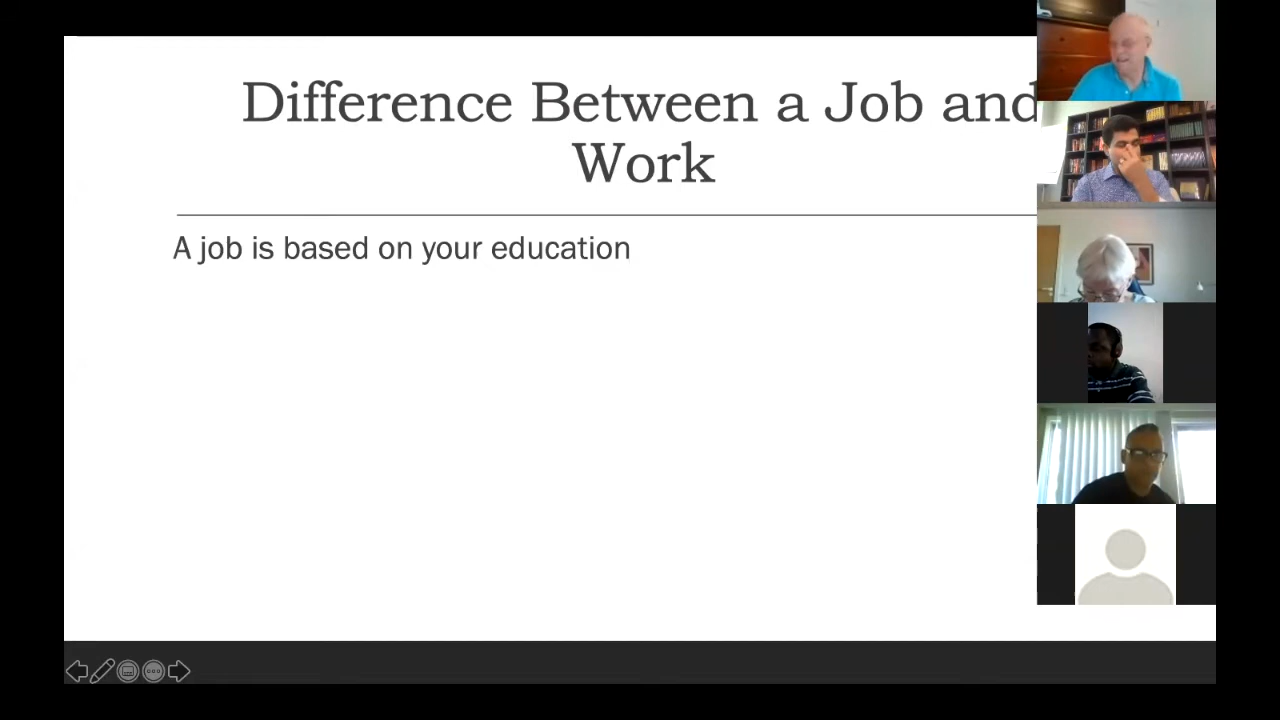 Difference Between a Job and
Work
A job is based on your education